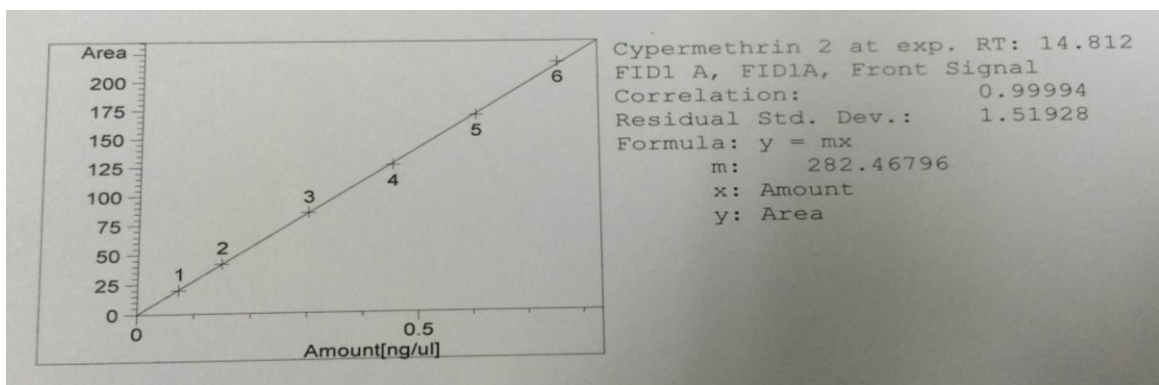 Area
200
175
150
125
100
75
50
25
0
1
2
3
4
5
6
0
0.5
Amount[ng/ul]
Cypermethrin 2 at exp. RT: 14.812
FID1 A, FID1A, Front Signal
Correlation: 0.99994
Residual Std. Dev.: 1.51928
Formula: y = mx
m: 282.46796
x: Amount
y: Area